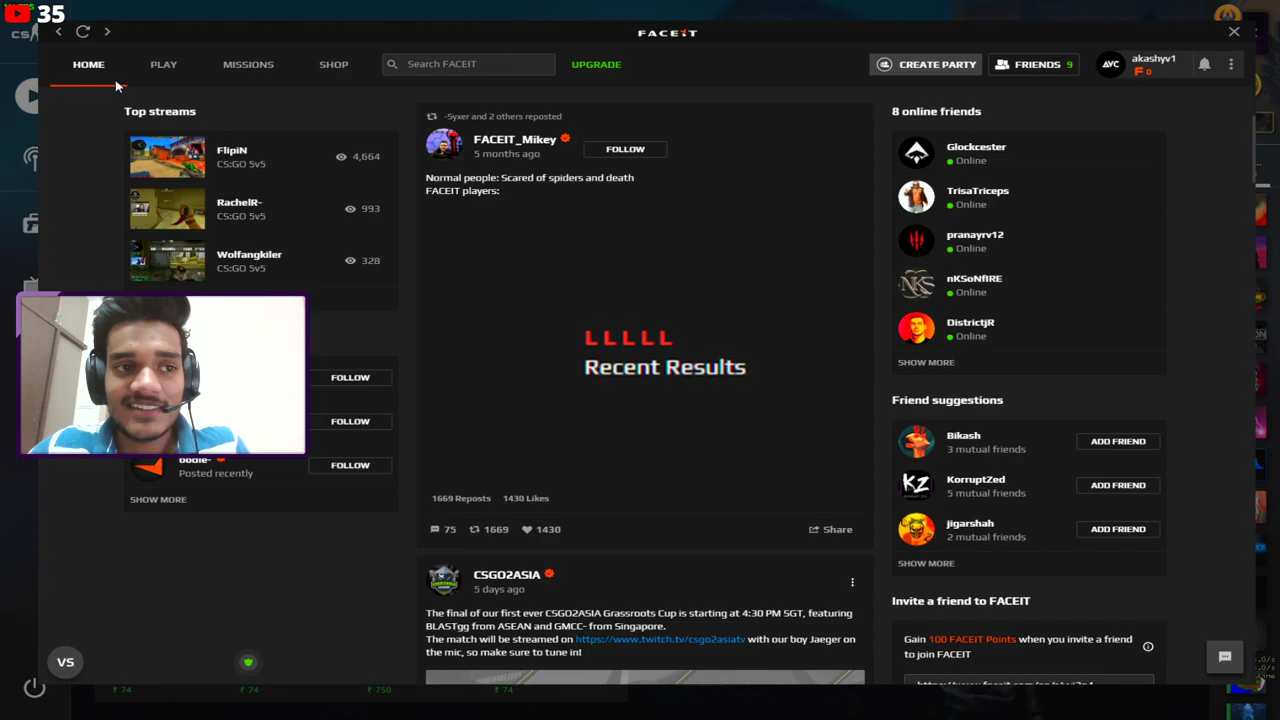 35
FACEIT
HOME
PLAY
MISSIONS
SHOP
Search FACEIT
UPGRADE
CREATE PARTY
FRIENDS 9
AVC
akashyv1
0
Top streams
FlipiN
4,664
CS:GO 5v5
RachelR-
993
CS:GO 5v5
Wolfangkiler
328
CS:GO 5v5
FOLLOW
FOLLOW
FOLLOW
Posted recently
SHOW MORE
-5yxer and 2 others reposted
FACEIT_Mikey
5 months ago
FOLLOW
Normal people: Scared of spiders and death
FACEIT players:
L L L L L
Recent Results
1669 Reposts 1430 Likes
75 1669 1430 Share
CSGO2ASIA
5 days ago
The final of our first ever CSGO2ASIA Grassroots Cup is starting at 4:30 PM SGT, featuring
BLASTgg from ASEAN and GMCC- from Singapore.
The match will be streamed on https://www.twitch.tv/csgo2asiatv with our boy Jaeger on
the mic, so make sure to tune in!
8 online friends
Glockcester
Online
TrisaTriceps
Online
pranayrv12
Online
nKSoNfIRE
Online
DistrictjR
Online
SHOW MORE
Friend suggestions
Bikash
3 mutual friends
ADD FRIEND
KorruptZed
5 mutual friends
ADD FRIEND
jigarshah
2 mutual friends
ADD FRIEND
SHOW MORE
Invite a friend to FACEIT
Gain 100 FACEIT Points when you invite a friend
to join FACEIT
VS
₹ 74
₹ 74
₹ 750
₹ 74